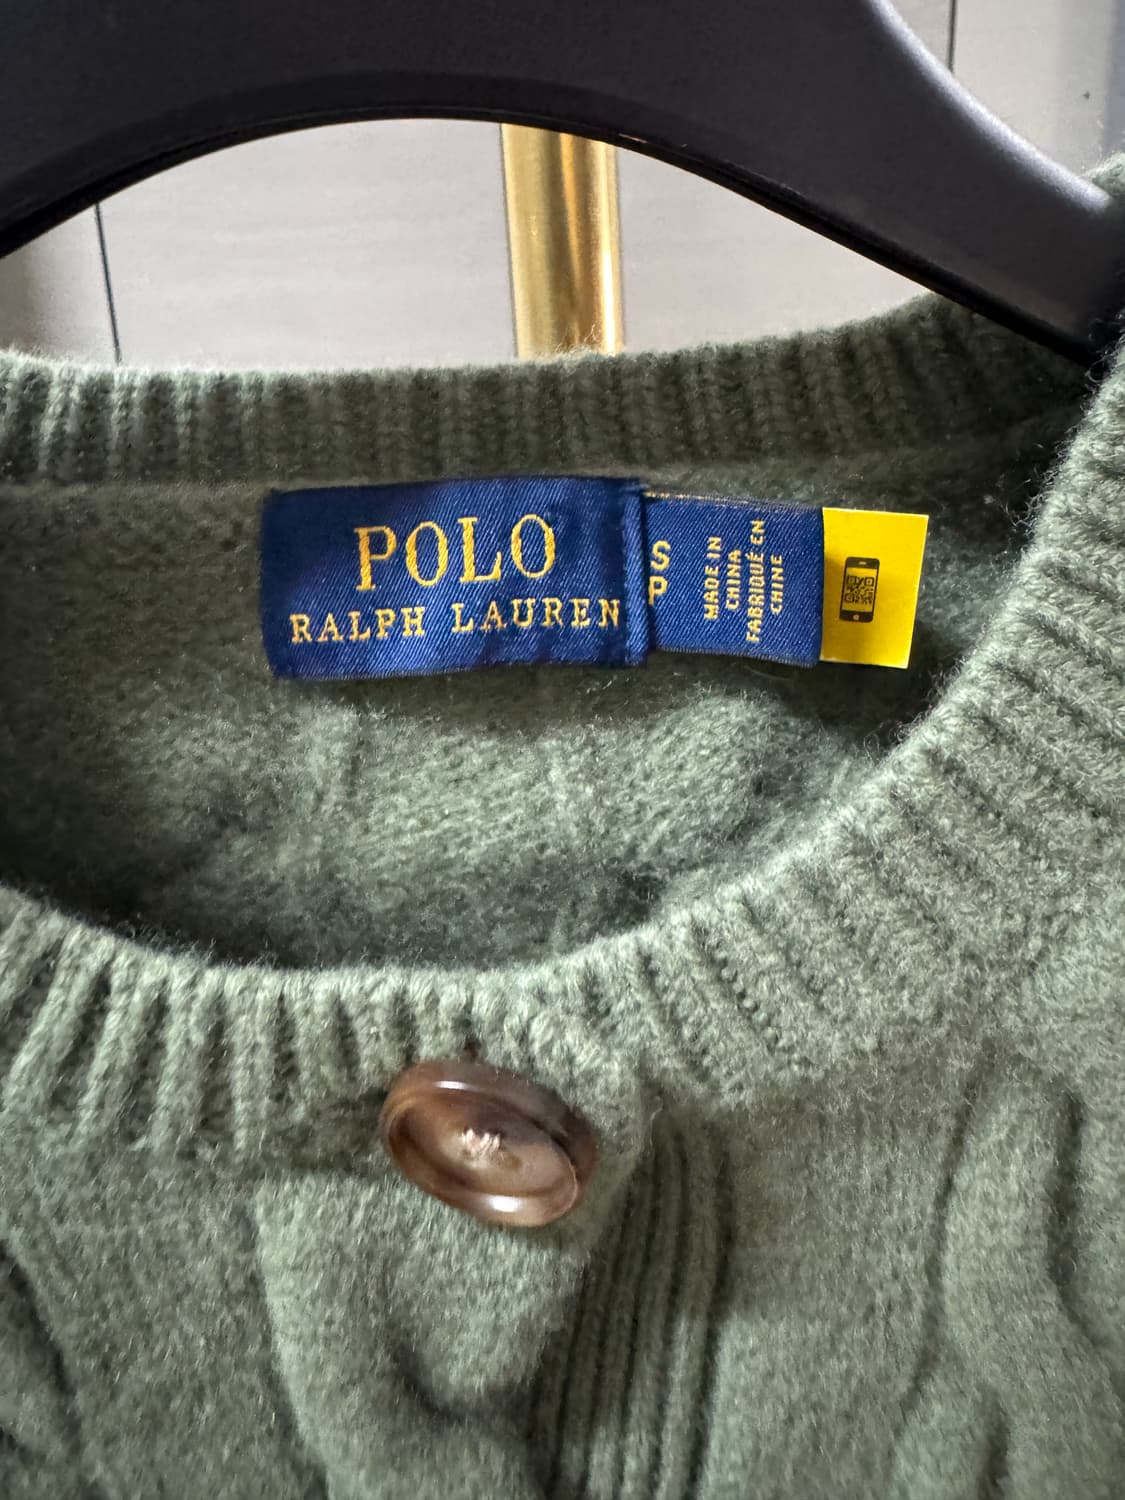 POLO
RALPH LAUREN
S
P
MADE IN
CHINA
FABRIQUÉ EN
CHINE